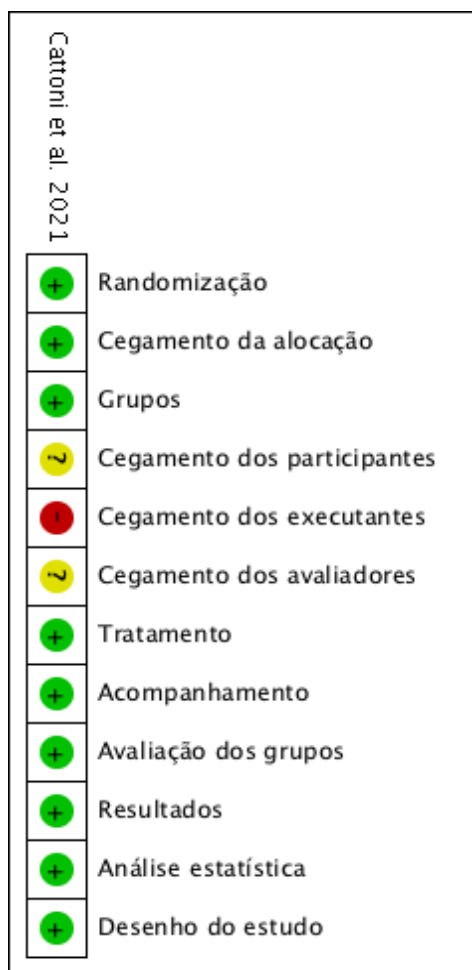 Cattoni et al. 2021
+ Randomização
+ Cegamento da alocação
+ Grupos
? Cegamento dos participantes
- Cegamento dos executantes
? Cegamento dos avaliadores
+ Tratamento
+ Acompanhamento
+ Avaliação dos grupos
+ Resultados
+ Análise estatística
+ Desenho do estudo